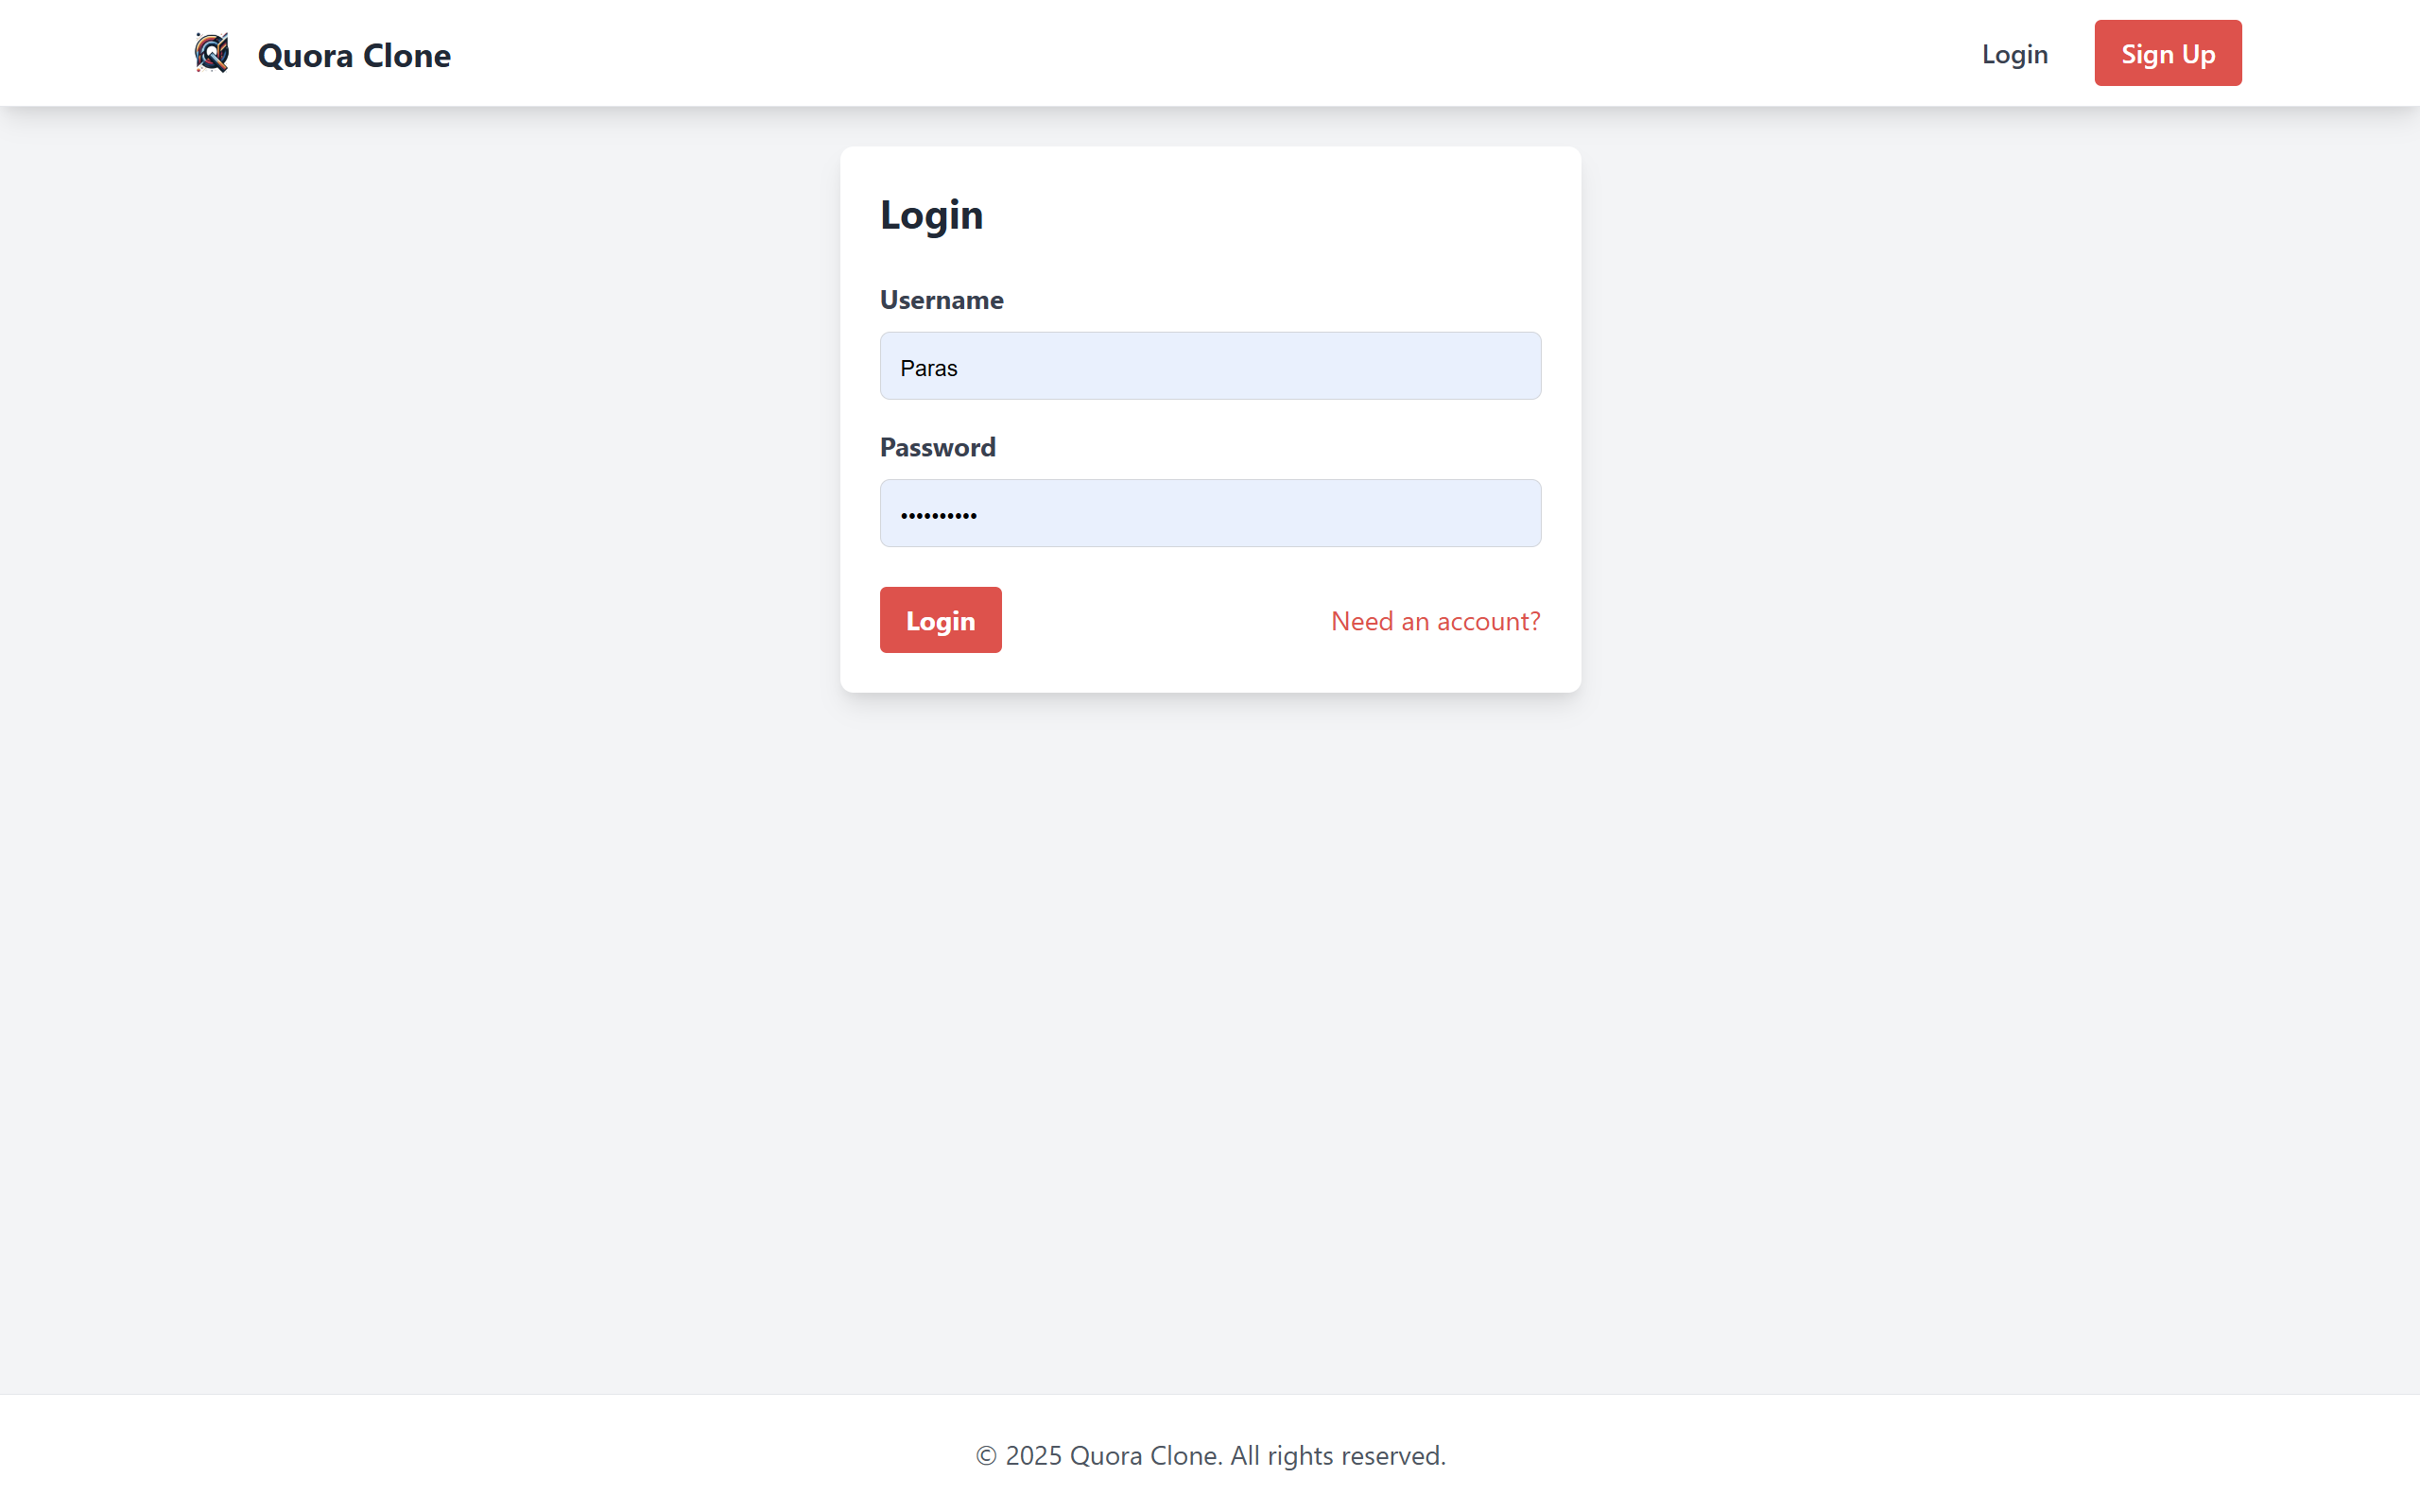 Quora Clone
Login
Sign Up
Login
Username
Paras
Password
••••••••••
Login
Need an account?
© 2025 Quora Clone. All rights reserved.